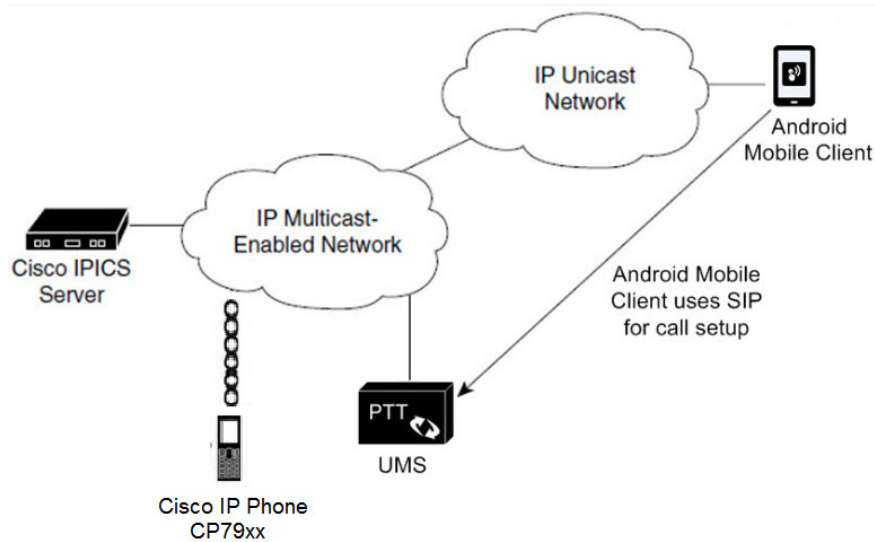 IP Unicast
Network
Android
Mobile Client
IP Multicast-
Enabled Network
Cisco IPICS
Server
Android Mobile
Client uses SIP
for call setup
PTT
UMS
Cisco IP Phone
CP79xx